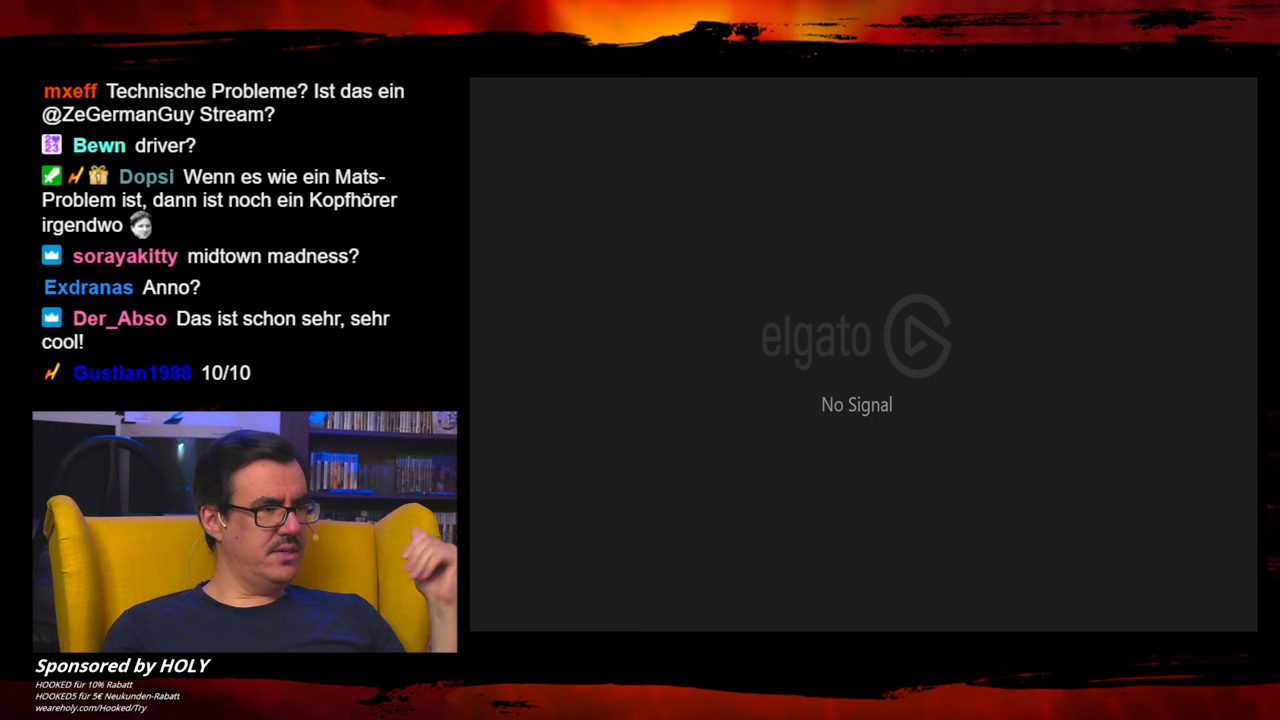 mxeff Technische Probleme? Ist das ein
@ZeGermanGuy Stream?
Bewn driver?
Dopsi Wenn es wie ein Mats-
Problem ist, dann ist noch ein Kopfhörer
irgendwo
sorayakitty midtown madness?
Exdranas Anno?
Der_Abso Das ist schon sehr, sehr
cool!
Gustian1988 10/10
elgato
No Signal
Sponsored by HOLY
HOOKED für 10% Rabatt
HOOKED5 für 5€ Neukunden-Rabatt
weareholy.com/Hooked/Try